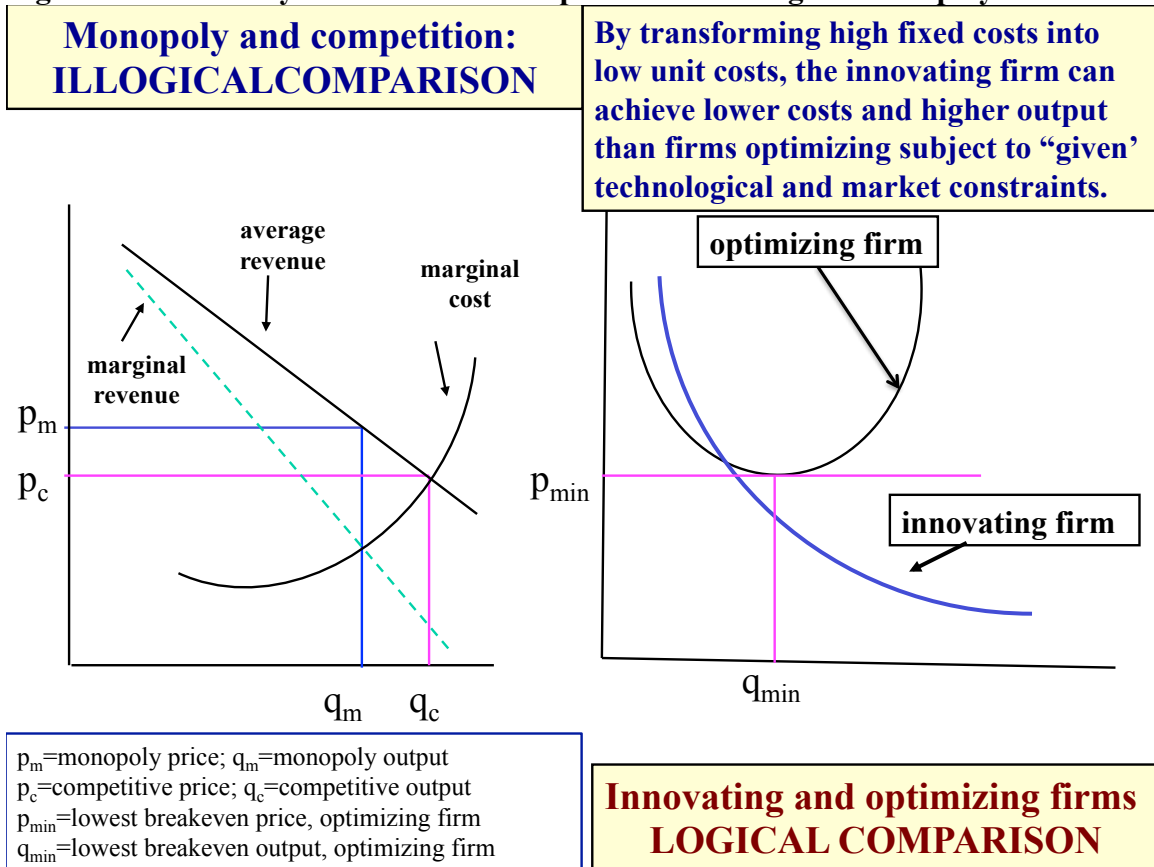 Monopoly and competition:
ILLOGICALCOMPARISON
By transforming high fixed costs into
low unit costs, the innovating firm can
achieve lower costs and higher output
than firms optimizing subject to “given’
technological and market constraints.
average
revenue
marginal
cost
marginal
revenue
pm
pc
qm qc
optimizing firm
pmin
innovating firm
qmin
pm=monopoly price; qm=monopoly output
pc=competitive price; qc=competitive output
pmin=lowest breakeven price, optimizing firm
qmin=lowest breakeven output, optimizing firm
Innovating and optimizing firms
LOGICAL COMPARISON